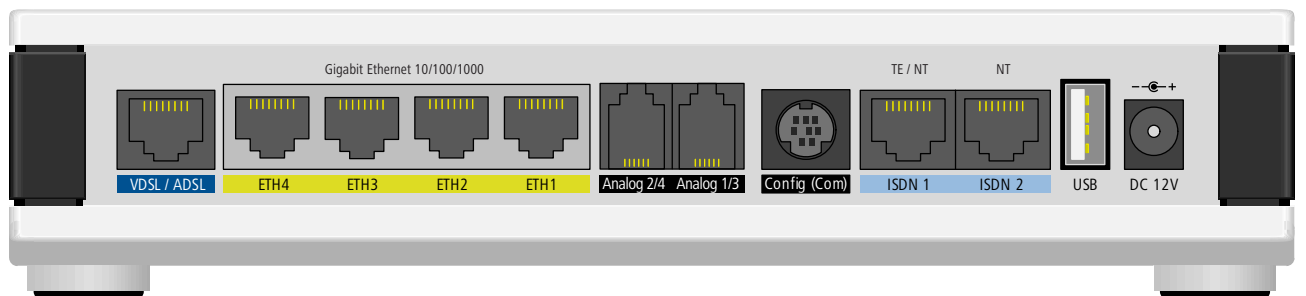 Gigabit Ethernet 10/100/1000
TE / NT
NT
VDSL / ADSL
ETH4
ETH3
ETH2
ETH1
Analog 2/4
Analog 1/3
Config (Com)
ISDN 1
ISDN 2
USB
DC 12V